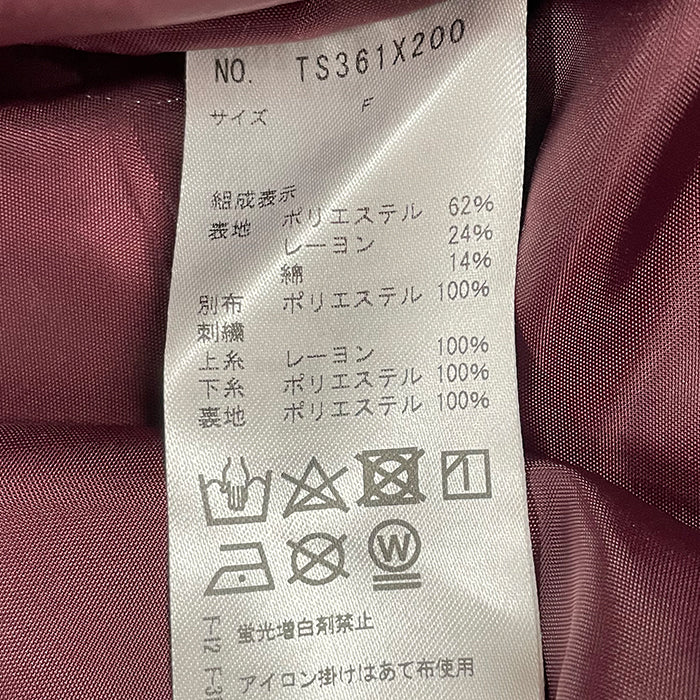 NO. TS361X200
サイズ F
組成表示
表地 ポリエステル 62%
レーヨン 24%
綿 14%
別布 ポリエステル 100%
刺繍
上糸 レーヨン 100%
下糸 ポリエステル 100%
裏地 ポリエステル 100%
W
F-12 蛍光増白剤禁止
アイロン掛けはあて布使用